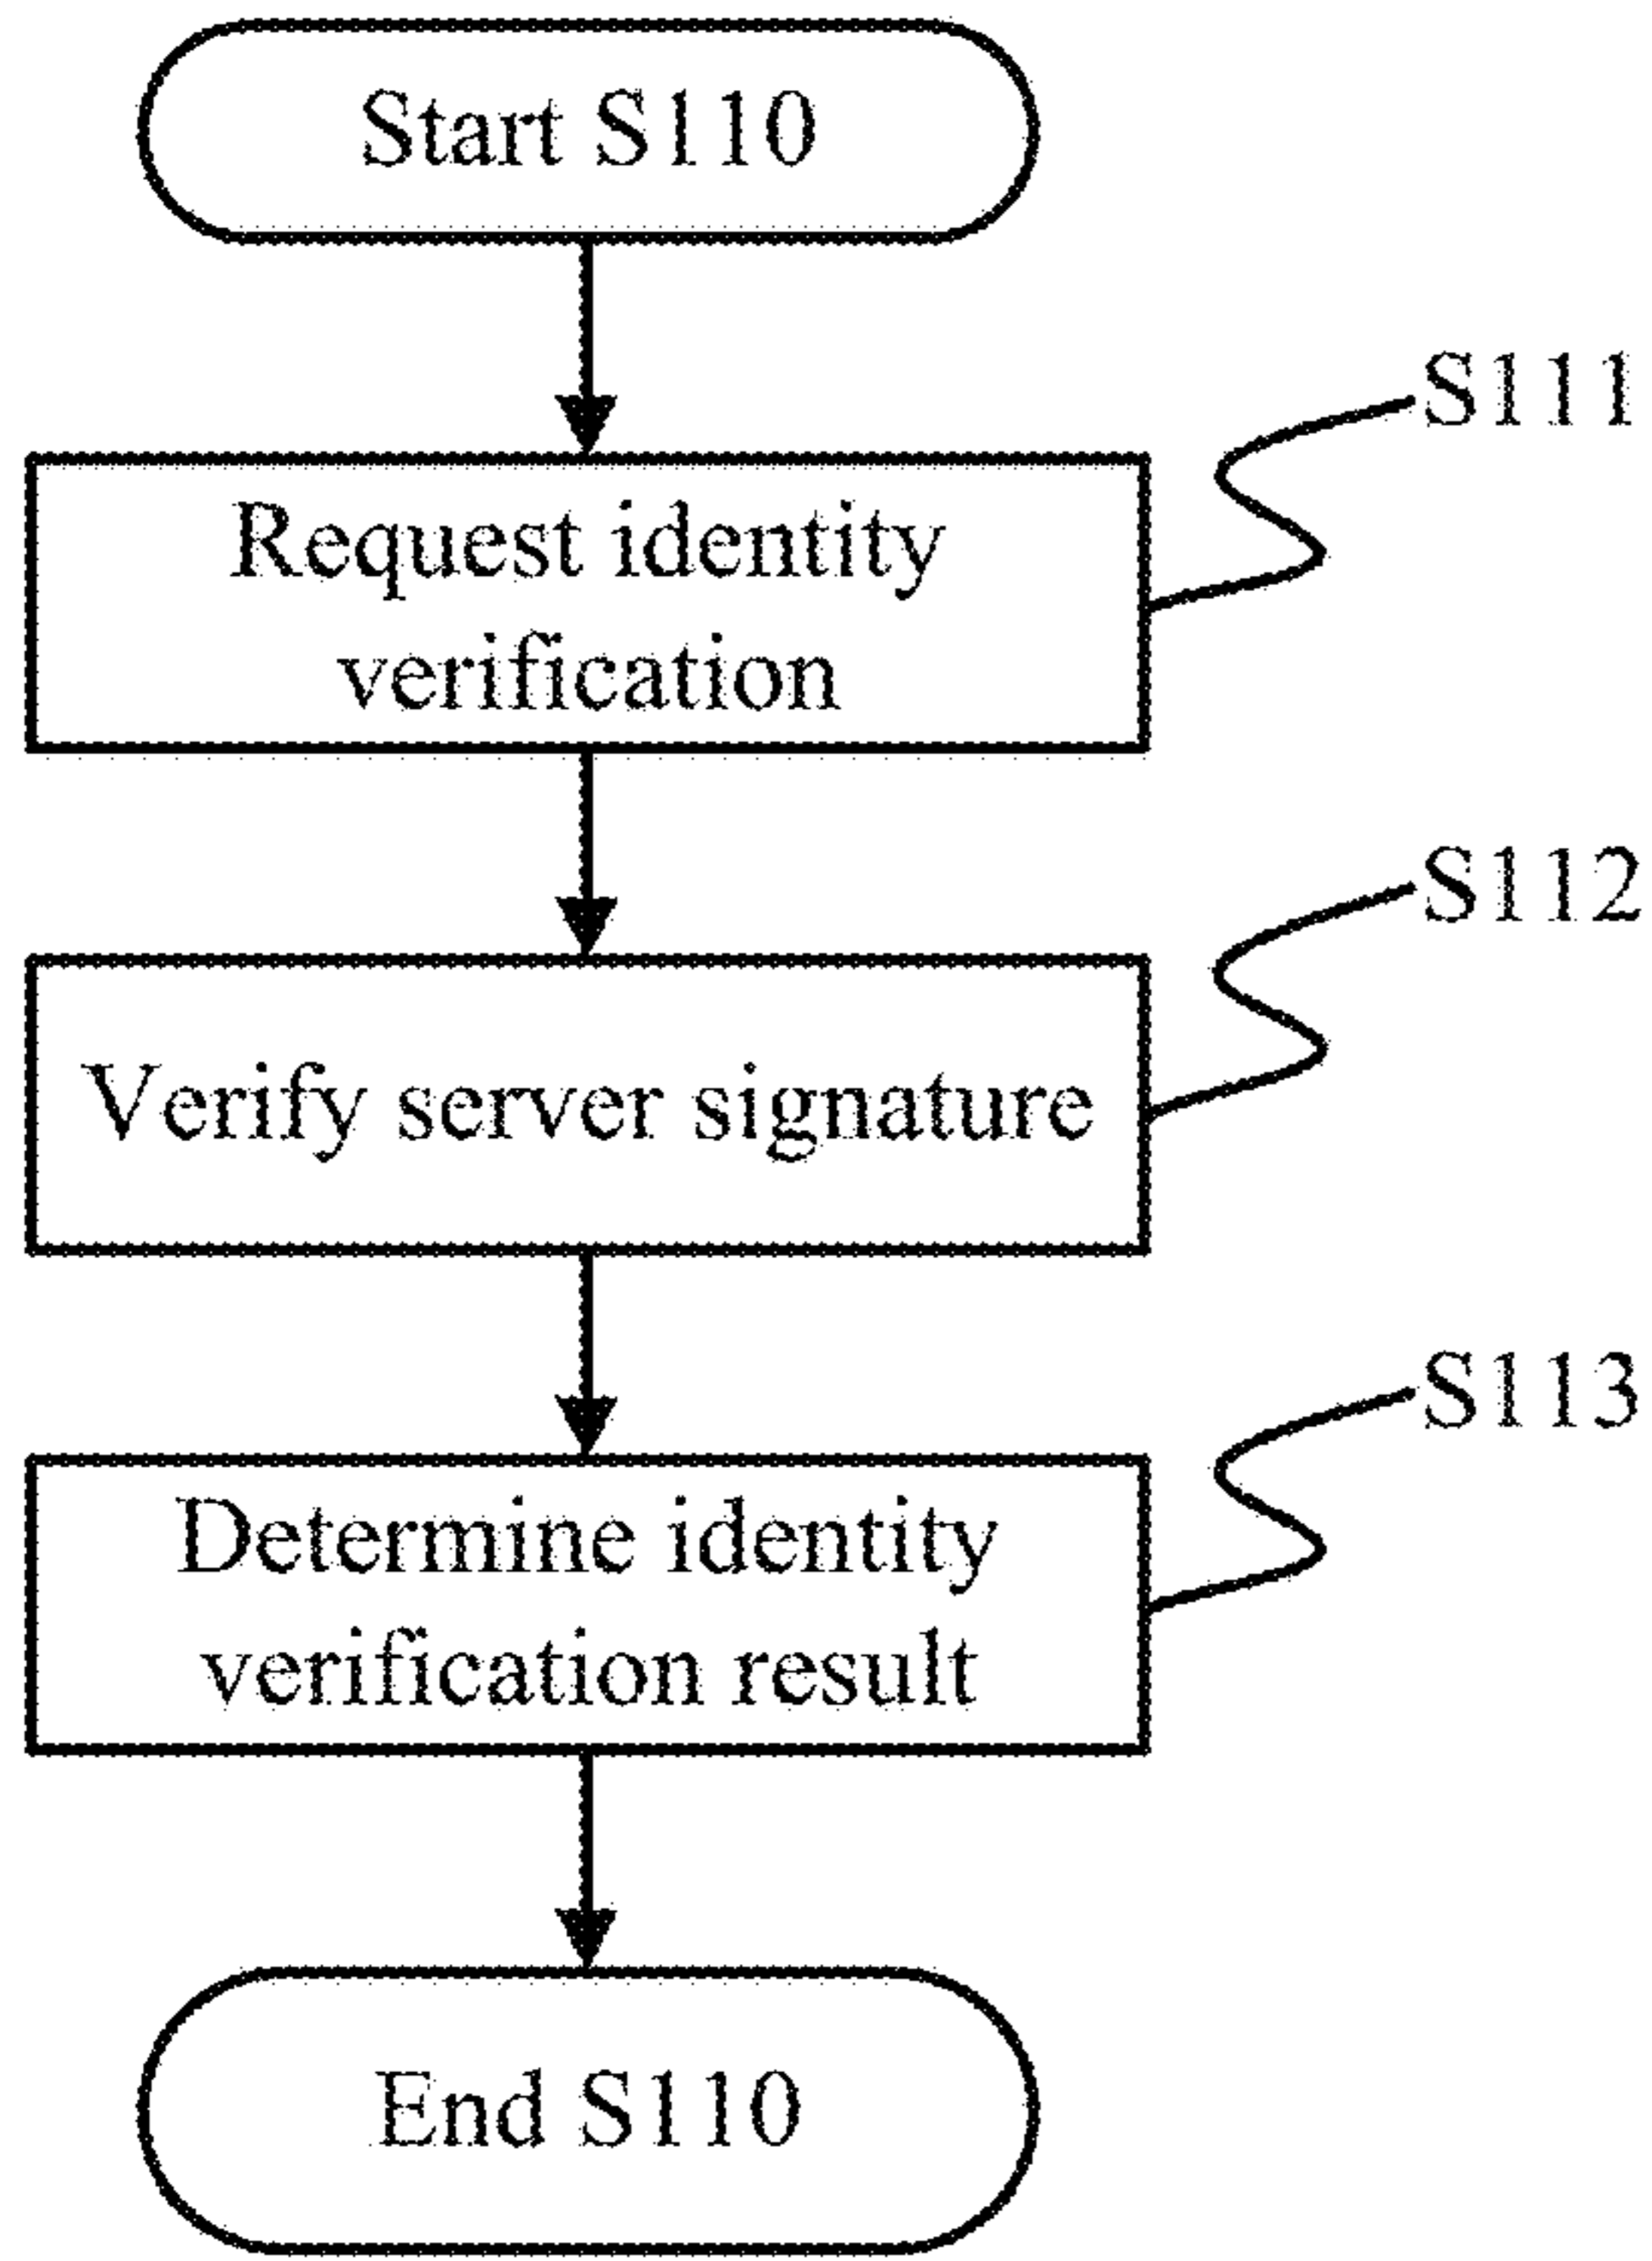 Start S110
S111
Request identity
verification
S112
Verify server signature
S113
Determine identity
verification result
End S110